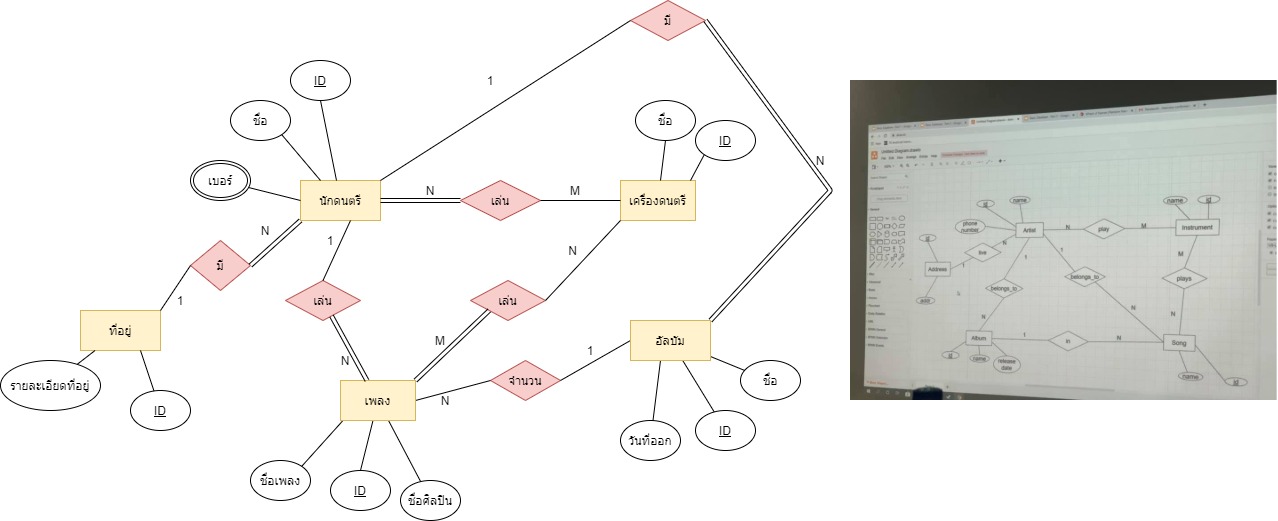 มี
1
ID
ชื่อ
ชื่อ
ID
N
เบอร์
นักดนตรี
N
เล่น
M
เครื่องดนตรี
N
1
N
มี
1
เล่น
เล่น
ที่อยู่
M
อัลบัม
N
1
รายละเอียดที่อยู่
ID
เพลง
N
จำนวน
ชื่อ
วันที่ออก
ID
ชื่อเพลง
ID
ชื่อศิลปิน
id
name
name
id
phone
number
Artist
N
play
M
Instrument
id
live
N
1
1
M
Address
1
belongs_to
belongs_to
plays
addr
N
N
N
Album
1
in
N
Song
id
name
release
date
name
id